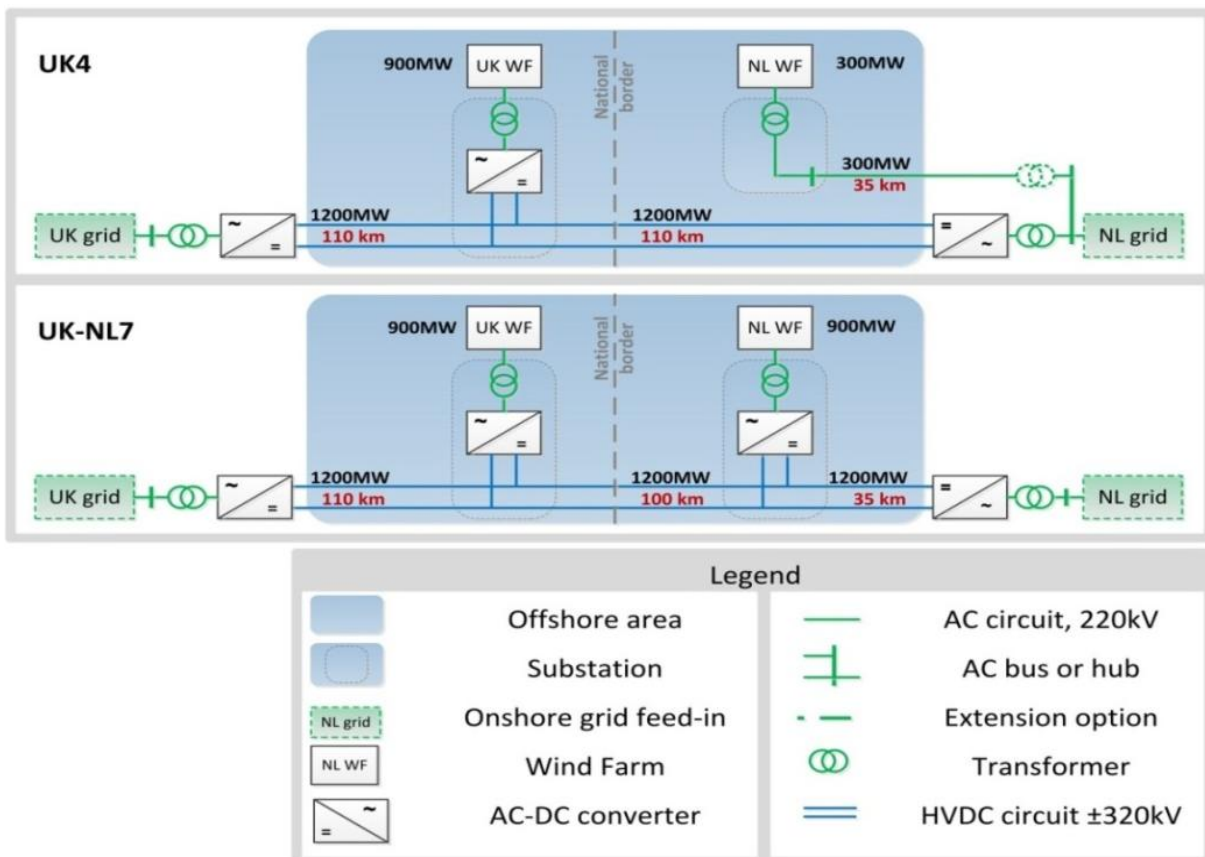 UK4
900MW
UK WF
National
border
NL WF
300MW
~
=
300MW
35 km
UK grid
~
=
1200MW
110 km
1200MW
110 km
=
~
NL grid
UK-NL7
900MW
UK WF
National
border
NL WF
900MW
~
=
~
=
UK grid
~
=
1200MW
110 km
1200MW
100 km
1200MW
35 km
=
~
NL grid
Legend
Offshore area
Substation
NL grid
Onshore grid feed-in
NL WF
Wind Farm
~
=
AC-DC converter
AC circuit, 220kV
AC bus or hub
Extension option
Transformer
HVDC circuit ±320kV